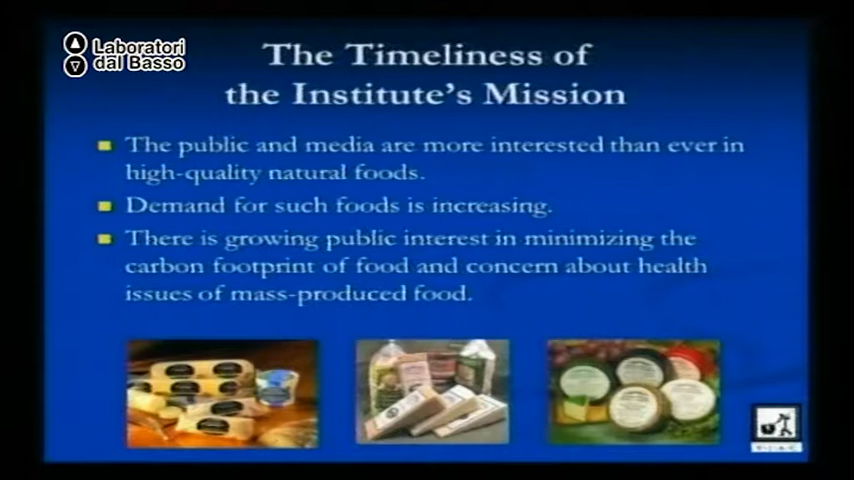 Laboratori
dal Basso
The Timeliness of
the Institute's Mission
The public and media are more interested than ever in
high-quality natural foods.
Demand for such foods is increasing.
There is growing public interest in minimizing the
carbon footprint of food and concern about health
issues of mass-produced food.
V I A C